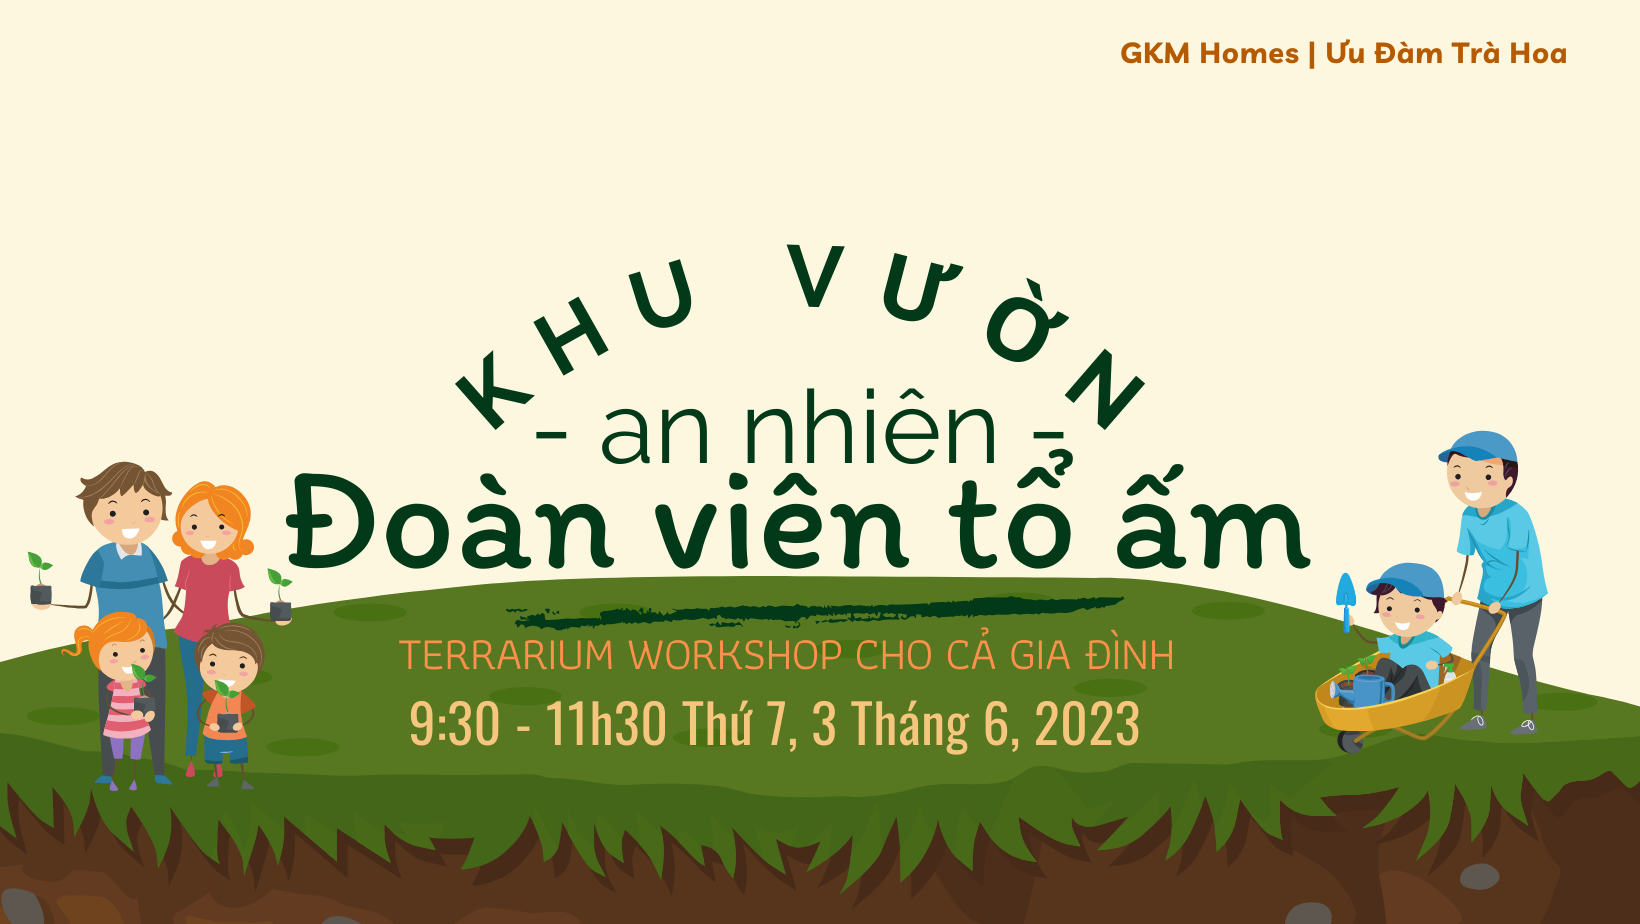 GKM Homes | Ưu Đàm Trà Hoa
KHU VƯỜN
- an nhiên -
Đoàn viên tổ ấm
TERRARIUM WORKSHOP CHO CẢ GIA ĐÌNH
9:30 - 11h30 Thứ 7, 3 Tháng 6, 2023